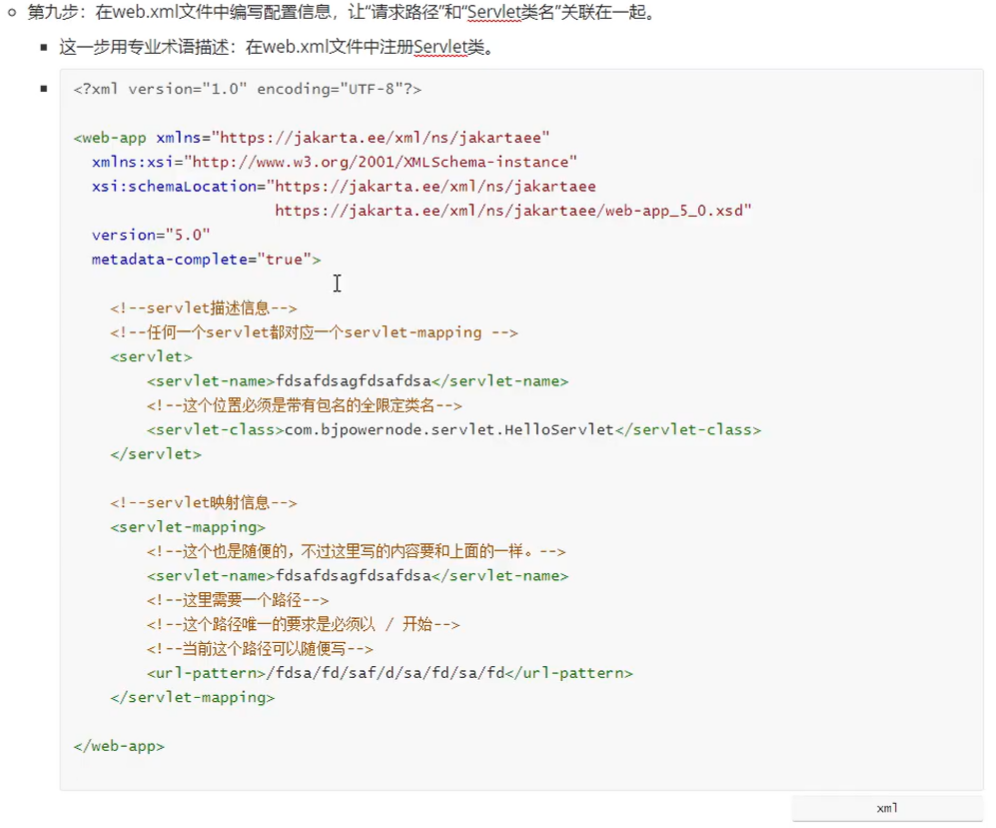 第九步：在web.xml文件中编写配置信息，让“请求路径”和“Servlet类名”关联在一起。
这一步用专业术语描述：在web.xml文件中注册Servlet类。
<?xml version="1.0" encoding="UTF-8"?>
<web-app xmlns="https://jakarta.ee/xml/ns/jakartaee"
xmlns:xsi="http://www.w3.org/2001/XMLSchema-instance"
xsi:schemaLocation="https://jakarta.ee/xml/ns/jakartaee
https://jakarta.ee/xml/ns/jakartaee/web-app_5_0.xsd"
version="5.0"
metadata-complete="true">
<!--servlet描述信息-->
<!--任何一个servlet都对应一个servlet-mapping -->
<servlet>
<servlet-name>fdsafdsagfdsafdsa</servlet-name>
<!--这个位置必须是带有包名的全限定类名-->
<servlet-class>com.bjpowernode.servlet.HelloServlet</servlet-class>
</servlet>
<!--servlet映射信息-->
<servlet-mapping>
<!--这个也是随便的，不过这里写的内容要和上面的一样。-->
<servlet-name>fdsafdsagfdsafdsa</servlet-name>
<!--这里需要一个路径-->
<!--这个路径唯一的要求是必须以 / 开始-->
<!--当前这个路径可以随便写-->
<url-pattern>/fdsa/fd/saf/d/sa/fd/sa/fd</url-pattern>
</servlet-mapping>
</web-app>
xml